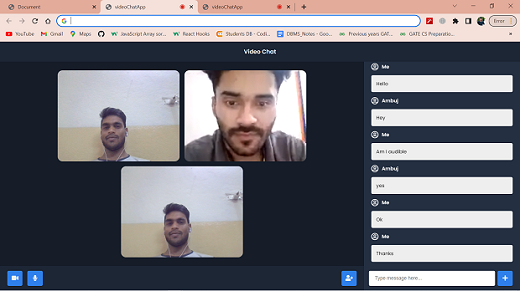 Document
videoChatApp
videoChatApp
Error
YouTube
Gmail
Maps
JavaScript Array sor...
React Hooks
Students DB - Codi...
DBMS_Notes - Goo...
Previous years GAT...
GATE CS Preparatio...
Video Chat
Me
Hello
Ambuj
Hey
Me
Am I audible
Ambuj
yes
Me
Ok
Me
Thanks
Type message here...